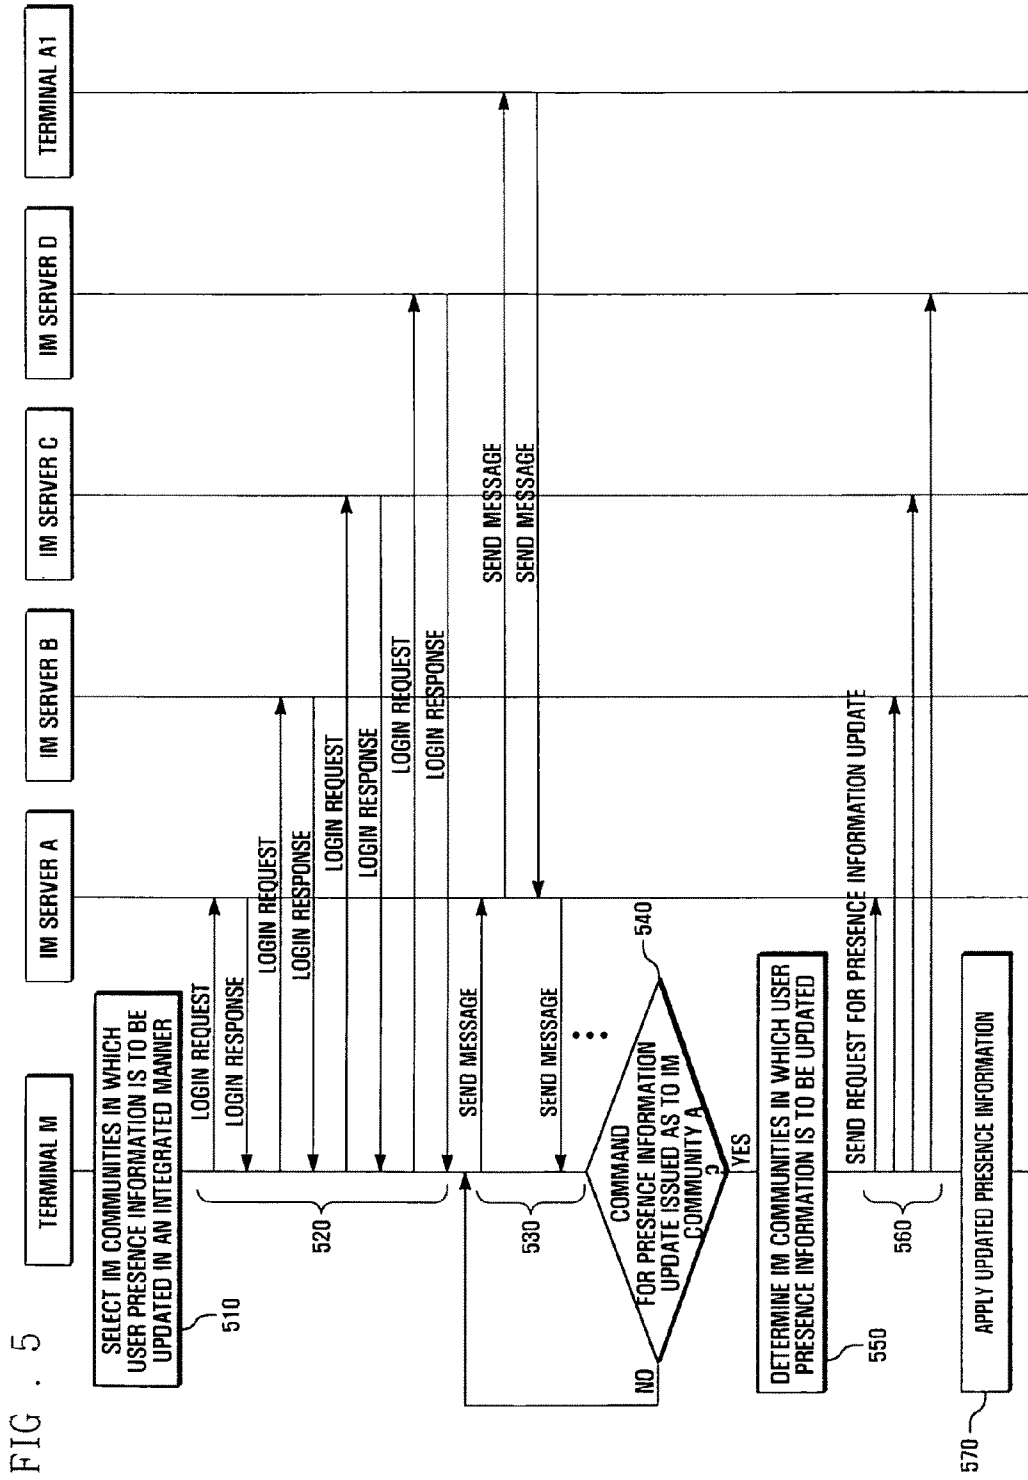 FIG . 5
TERMINAL M
IM SERVER A
IM SERVER B
IM SERVER C
IM SERVER D
TERMINAL A1
SELECT IM COMMUNITIES IN WHICH
USER PRESENCE INFORMATION IS TO BE
UPDATED IN AN INTEGRATED MANNER
510
LOGIN REQUEST
LOGIN RESPONSE
LOGIN REQUEST
LOGIN RESPONSE
LOGIN REQUEST
LOGIN RESPONSE
LOGIN REQUEST
LOGIN RESPONSE
520
SEND MESSAGE
SEND MESSAGE
SEND MESSAGE
SEND MESSAGE
530
COMMAND
FOR PRESENCE INFORMATION
UPDATE ISSUED AS TO IM
COMMUNITY A
?
540
NO
YES
DETERMINE IM COMMUNITIES IN WHICH USER
PRESENCE INFORMATION IS TO BE UPDATED
550
SEND REQUEST FOR PRESENCE INFORMATION UPDATE
560
APPLY UPDATED PRESENCE INFORMATION
570